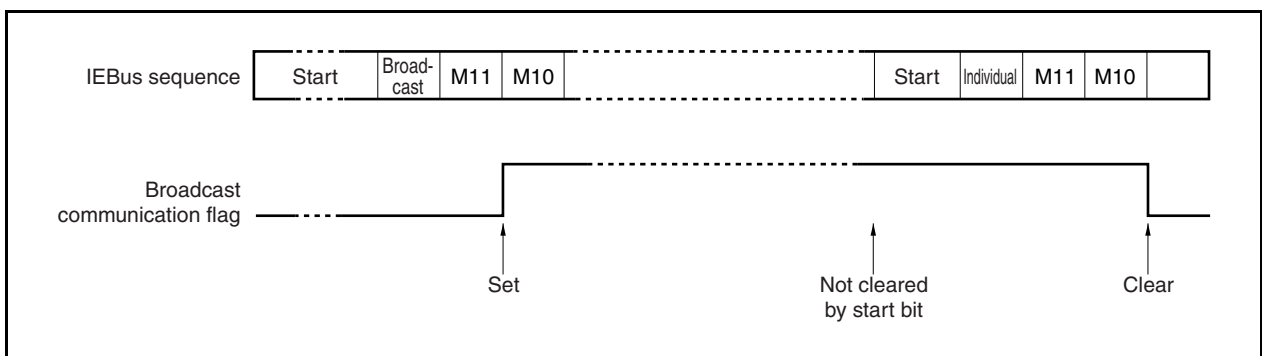 IEBus sequence
Start
Broad-
cast
M11
M10
Start
Individual
M11
M10
Broadcast
communication flag
Set
Not cleared
by start bit
Clear